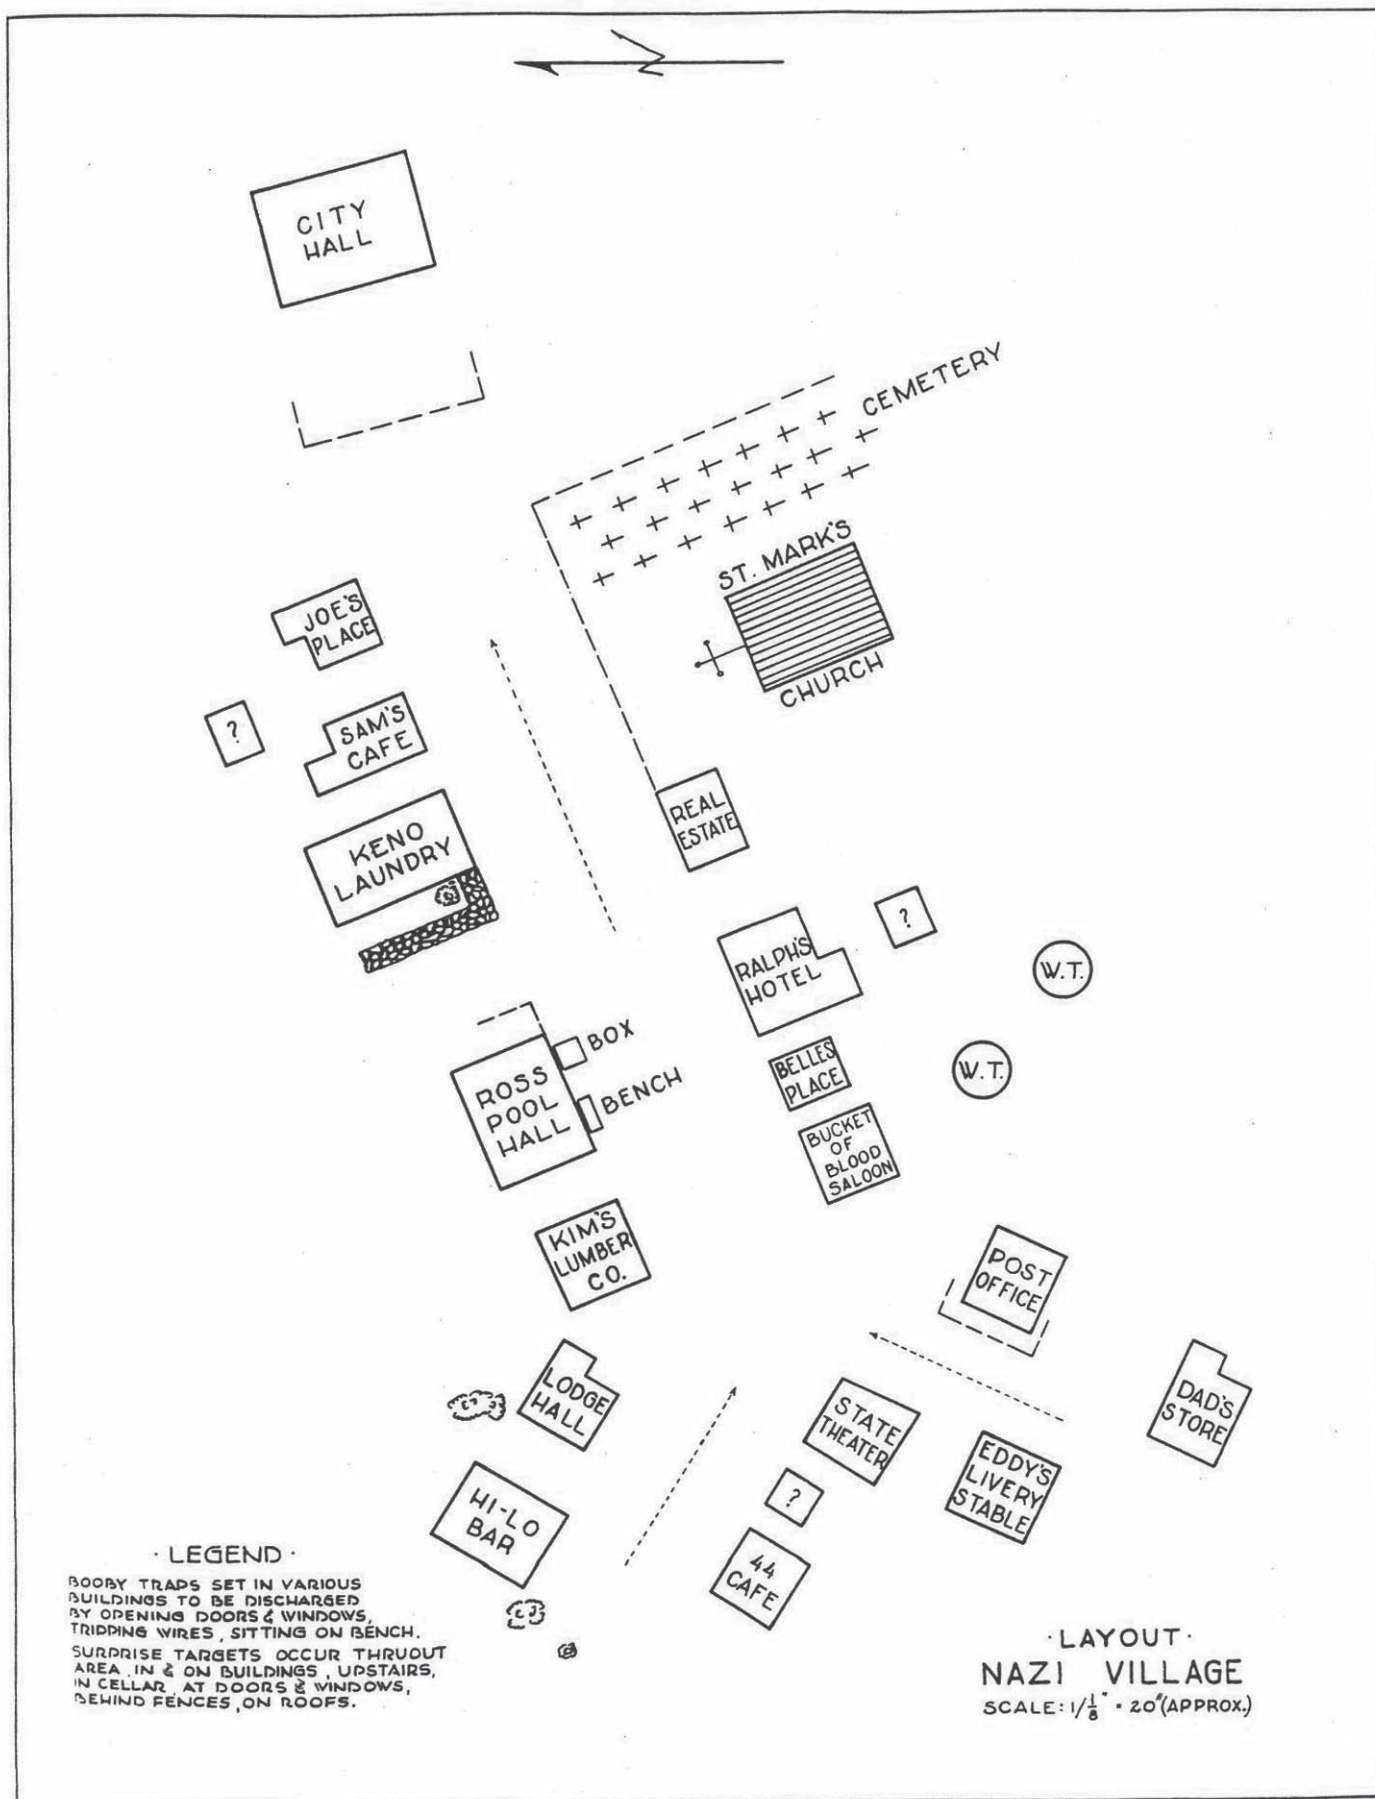 N
CITY
HALL
CEMETERY
ST. MARK'S
CHURCH
JOE'S
PLACE
?
SAM'S
CAFE
KENO
LAUNDRY
REAL
ESTATE
?
RALPH'S
HOTEL
W.T.
W.T.
BOX
BENCH
ROSS
POOL
HALL
BELLES
PLACE
BUCKET
OF
BLOOD
SALOON
KIM'S
LUMBER
CO.
POST
OFFICE
LODGE
HALL
STATE
THEATER
DAD'S
STORE
EDDY'S
LIVERY
STABLE
?
HI-LO
BAR
44
CAFE
· LEGEND ·
BOOBY TRAPS SET IN VARIOUS
BUILDINGS TO BE DISCHARGED
BY OPENING DOORS & WINDOWS,
TRIPPING WIRES, SITTING ON BENCH.
SURPRISE TARGETS OCCUR THRUOUT
AREA, IN & ON BUILDINGS, UPSTAIRS,
IN CELLAR, AT DOORS & WINDOWS,
BEHIND FENCES, ON ROOFS.
· LAYOUT ·
NAZI VILLAGE
SCALE: 1/⅛" = 20" (APPROX.)